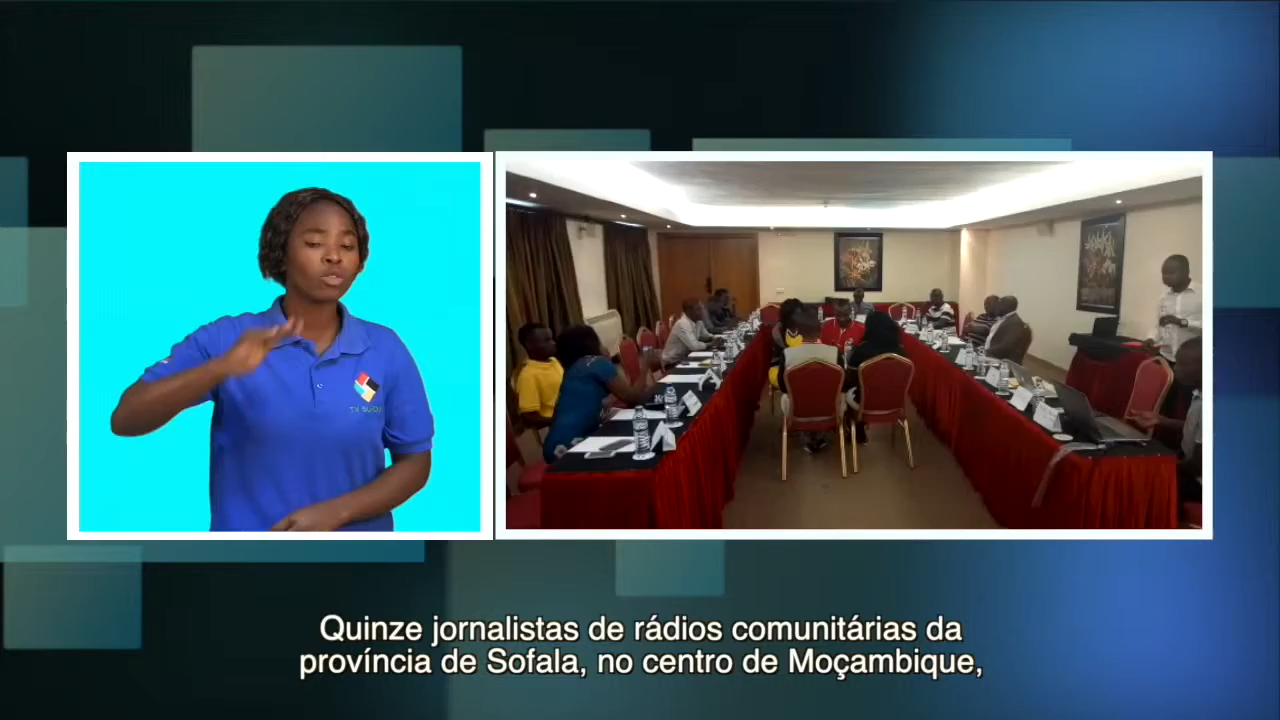 Quinze jornalistas de rádios comunitárias da
província de Sofala, no centro de Moçambique,